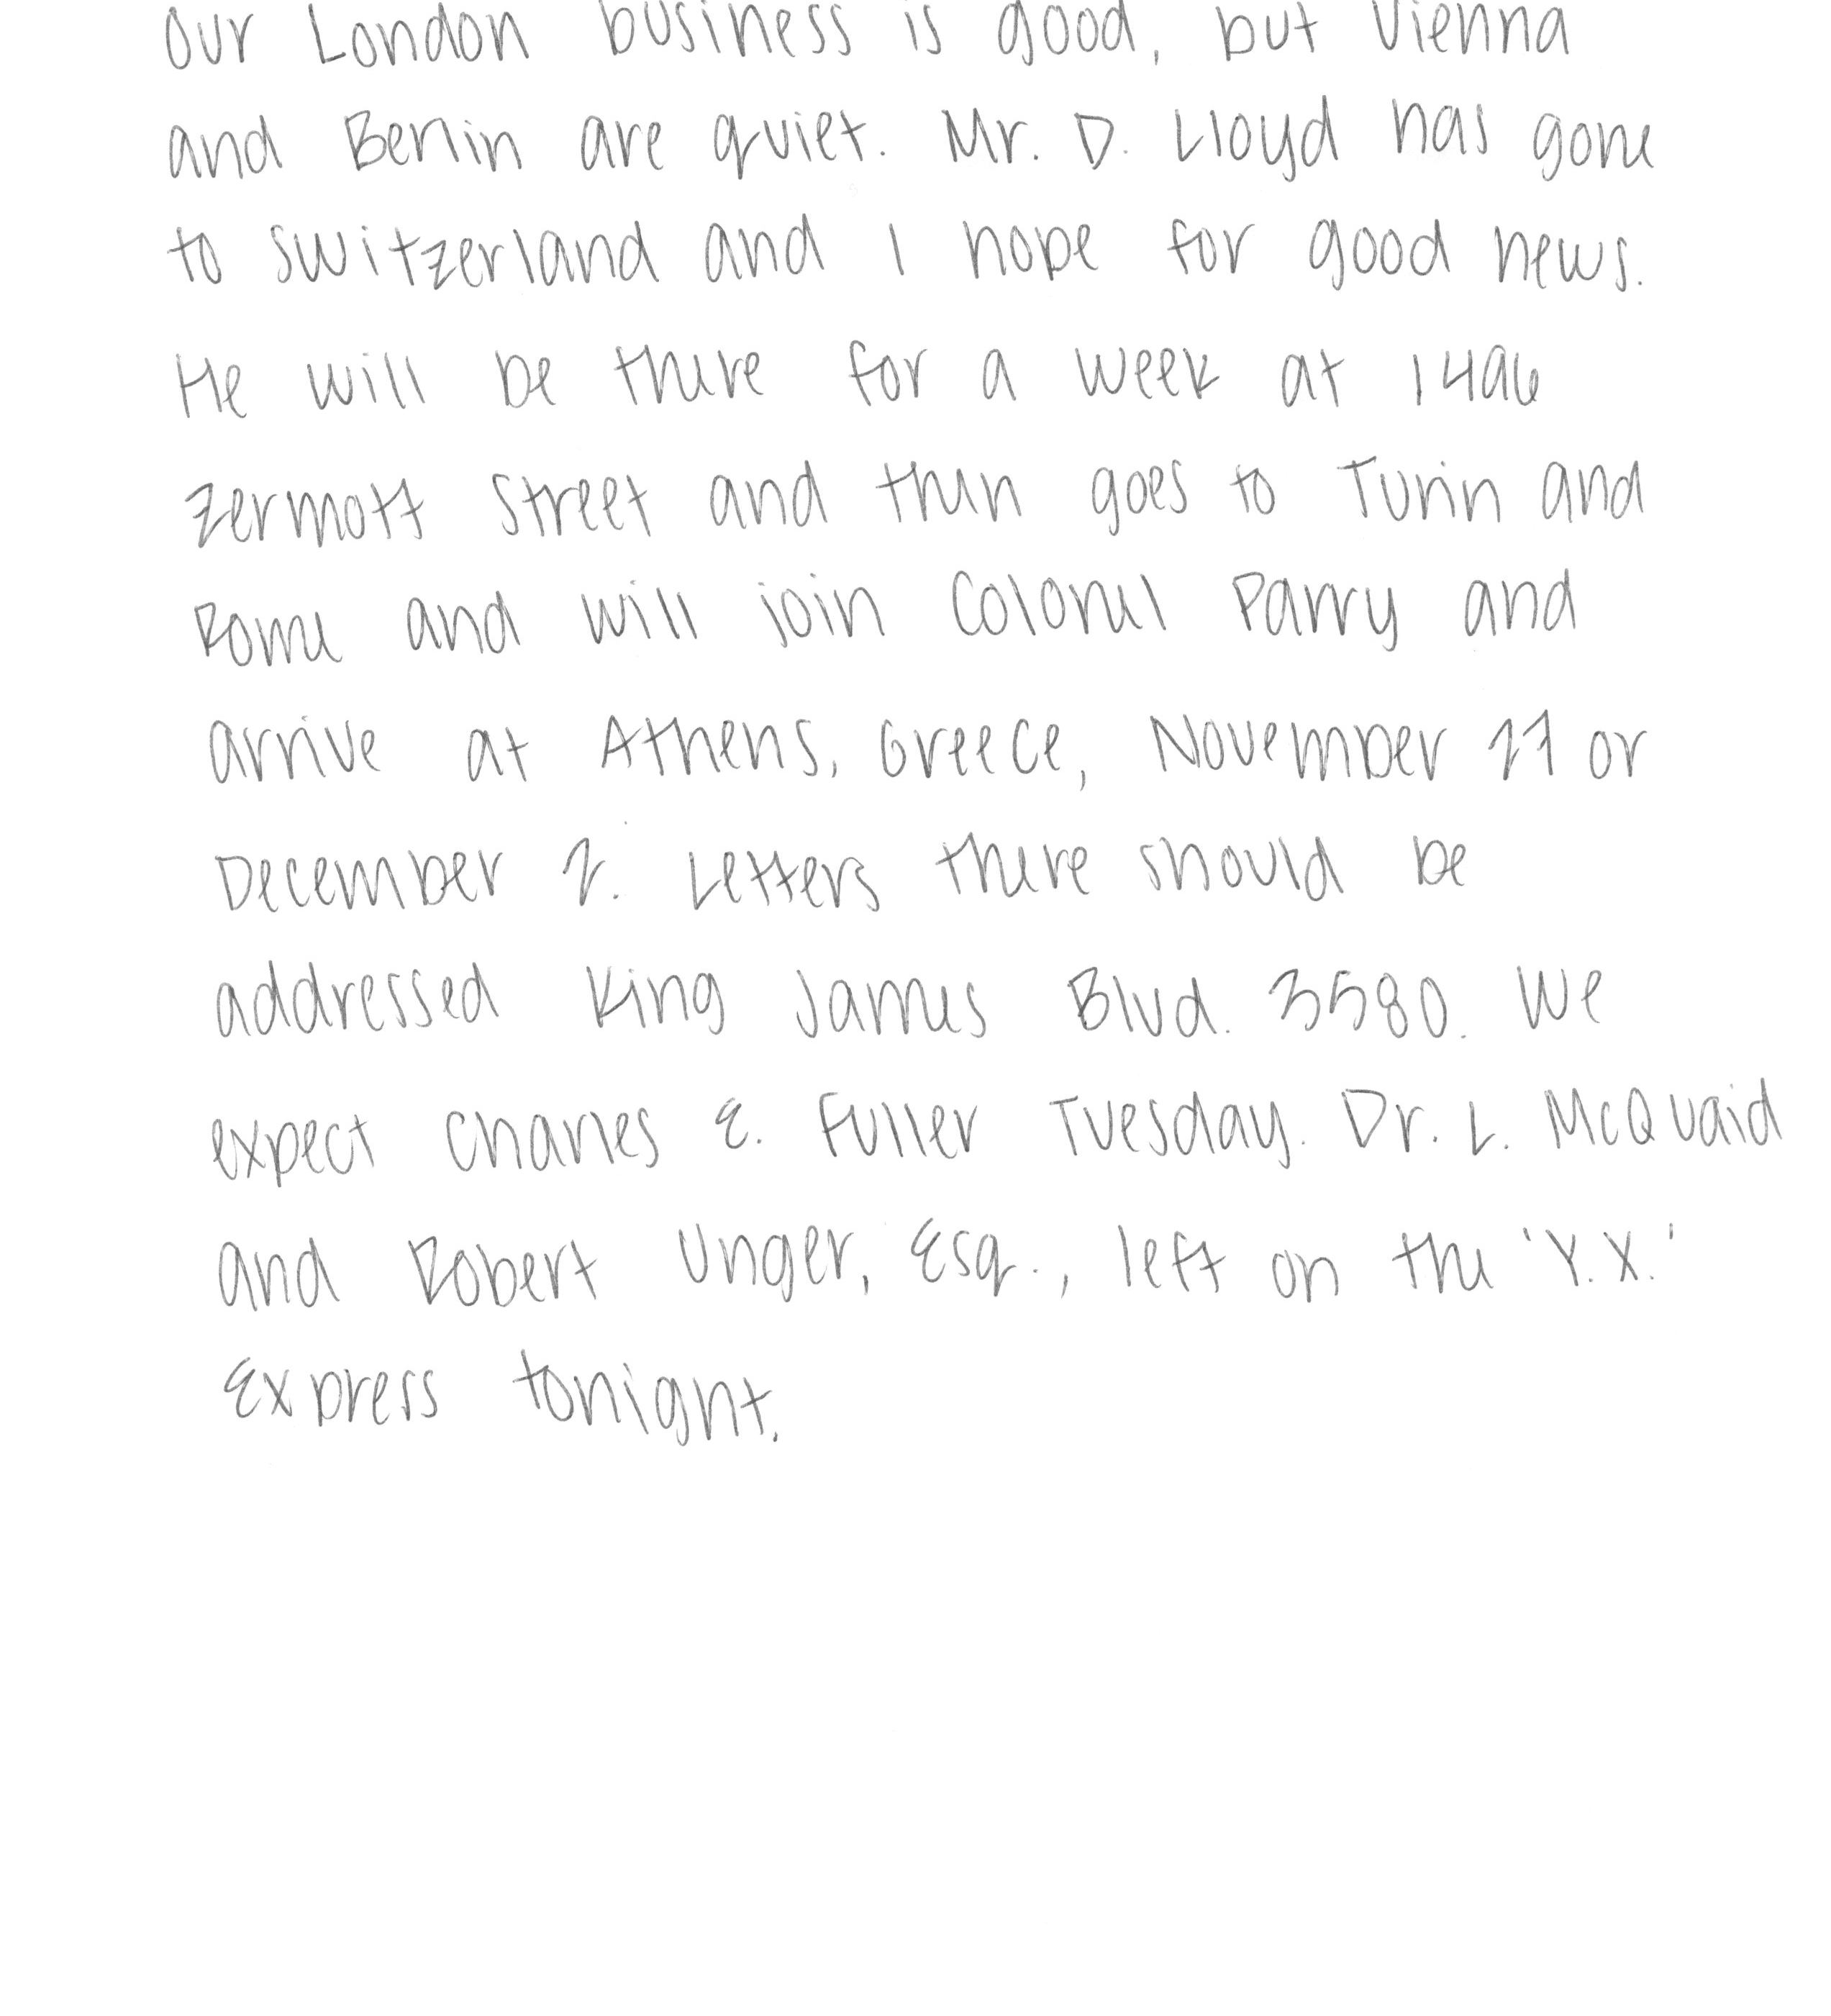 Our London business is good, but Vienna
and Berlin are quiet. Mr. D. Lloyd has gone
to Switzerland and I hope for good news.
He will be there for a week at 1496
Zermott Street and then goes to Turin and
Rome and will join Colonel Parry and
arrive at Athens, Greece, November 27 or
December 2. Letters there should be
addressed King James Blvd. 3580. We
expect Charles E. Fuller Tuesday. Dr. L. McQuaid
and Robert Unger, Esq., left on the 'Y.X.'
Express tonight.